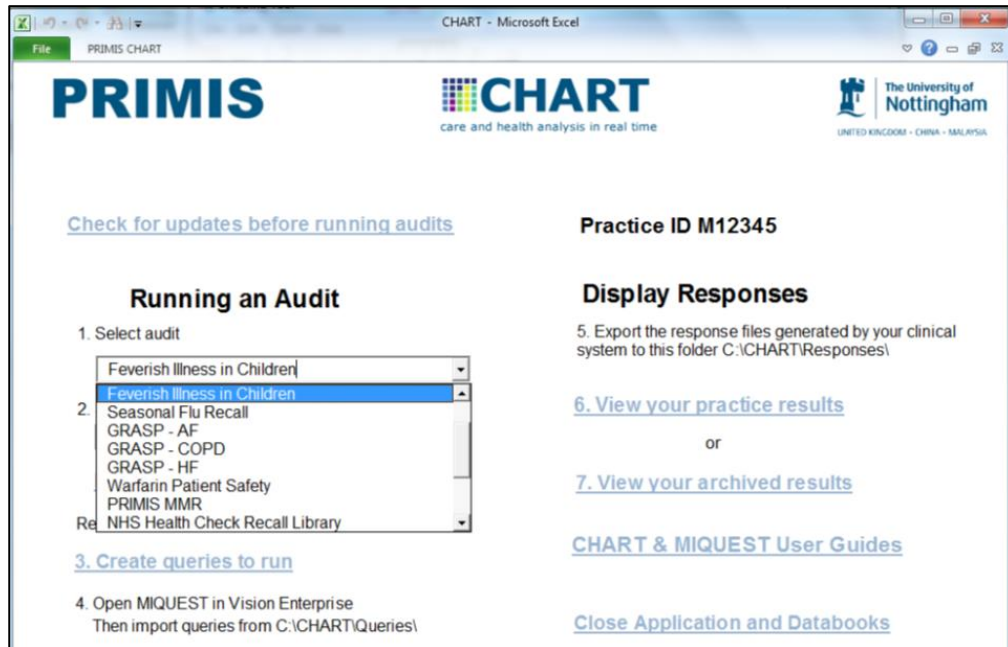 CHART - Microsoft Excel
File
PRIMIS CHART
PRIMIS
CHART
care and health analysis in real time
The University of
Nottingham
UNITED KINGDOM · CHINA · MALAYSIA
Check for updates before running audits
Practice ID M12345
Running an Audit
1. Select audit
Feverish Illness in Children
Feverish Illness in Children
2.
Seasonal Flu Recall
GRASP - AF
GRASP - COPD
GRASP - HF
Warfarin Patient Safety
PRIMIS MMR
Re
NHS Health Check Recall Library
3. Create queries to run
4. Open MIQUEST in Vision Enterprise
Then import queries from C:\CHART\Queries\
Display Responses
5. Export the response files generated by your clinical
system to this folder C:\CHART\Responses\
6. View your practice results
or
7. View your archived results
CHART & MIQUEST User Guides
Close Application and Databooks